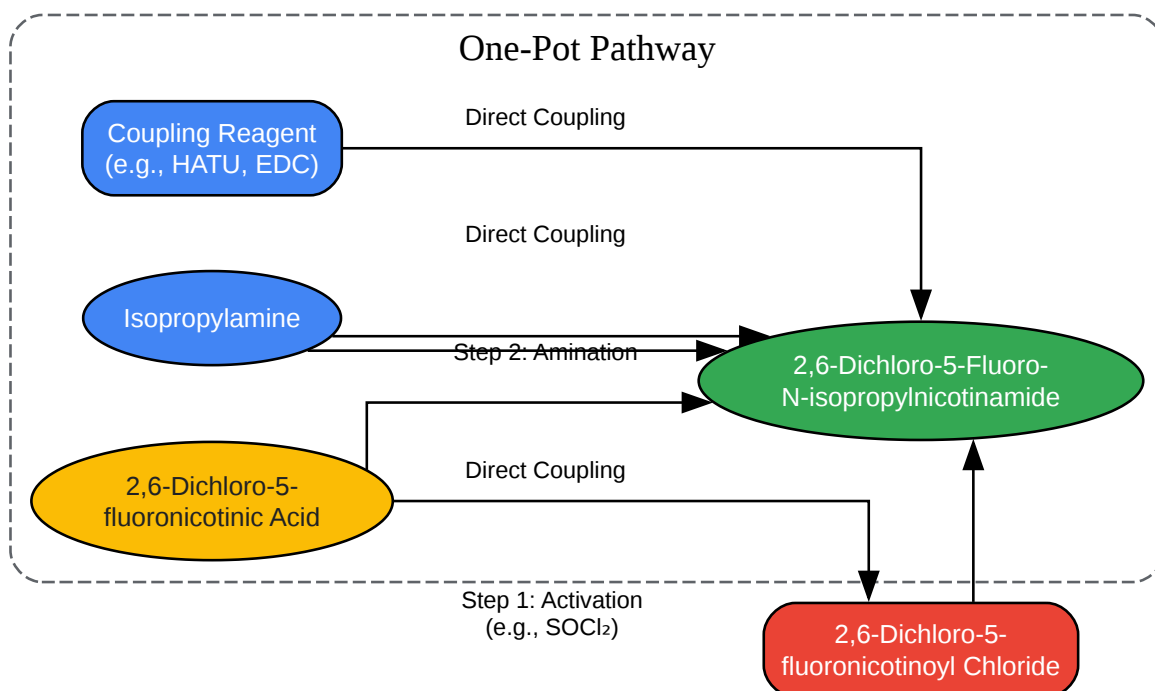 One-Pot Pathway
Direct Coupling
Coupling Reagent
(e.g., HATU, EDC)
Direct Coupling
Isopropylamine
Step 2: Amination
2,6-Dichloro-5-Fluoro-
N-isopropylnicotinamide
Direct Coupling
2,6-Dichloro-5-
fluoronicotinic Acid
Step 1: Activation
(e.g., SOCl₂)
2,6-Dichloro-5-
fluoronicotinoyl Chloride